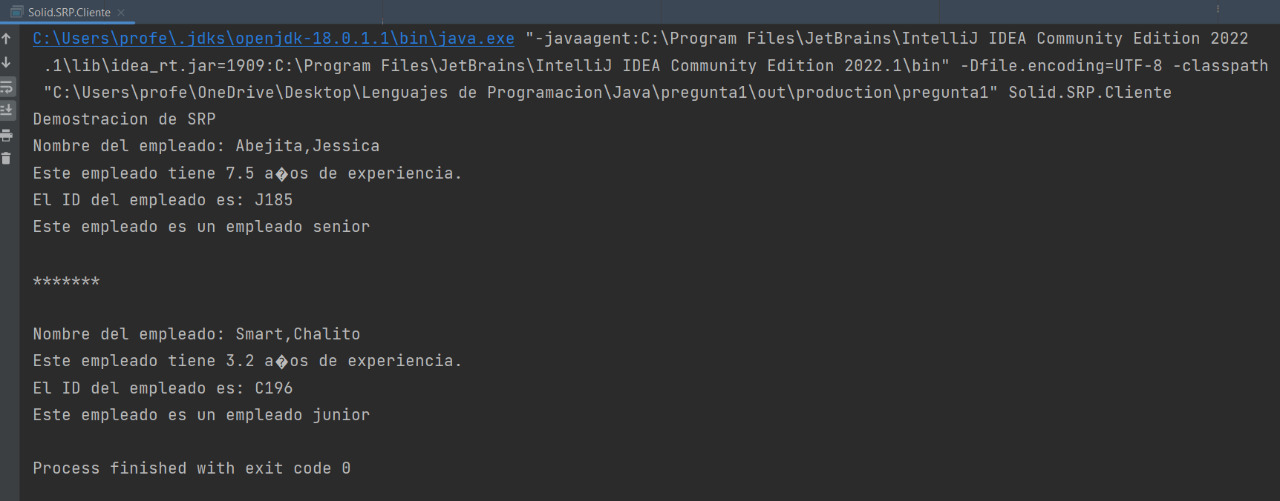 Solid.SRP.Cliente
C:\Users\profe\.jdks\openjdk-18.0.1.1\bin\java.exe "-javaagent:C:\Program Files\JetBrains\IntelliJ IDEA Community Edition 2022
.1\lib\idea_rt.jar=1909:C:\Program Files\JetBrains\IntelliJ IDEA Community Edition 2022.1\bin" -Dfile.encoding=UTF-8 -classpath
"C:\Users\profe\OneDrive\Desktop\Lenguajes de Programacion\Java\pregunta1\out\production\pregunta1" Solid.SRP.Cliente
Demostracion de SRP
Nombre del empleado: Abejita,Jessica
Este empleado tiene 7.5 a�os de experiencia.
El ID del empleado es: J185
Este empleado es un empleado senior
*******
Nombre del empleado: Smart,Chalito
Este empleado tiene 3.2 a�os de experiencia.
El ID del empleado es: C196
Este empleado es un empleado junior
Process finished with exit code 0